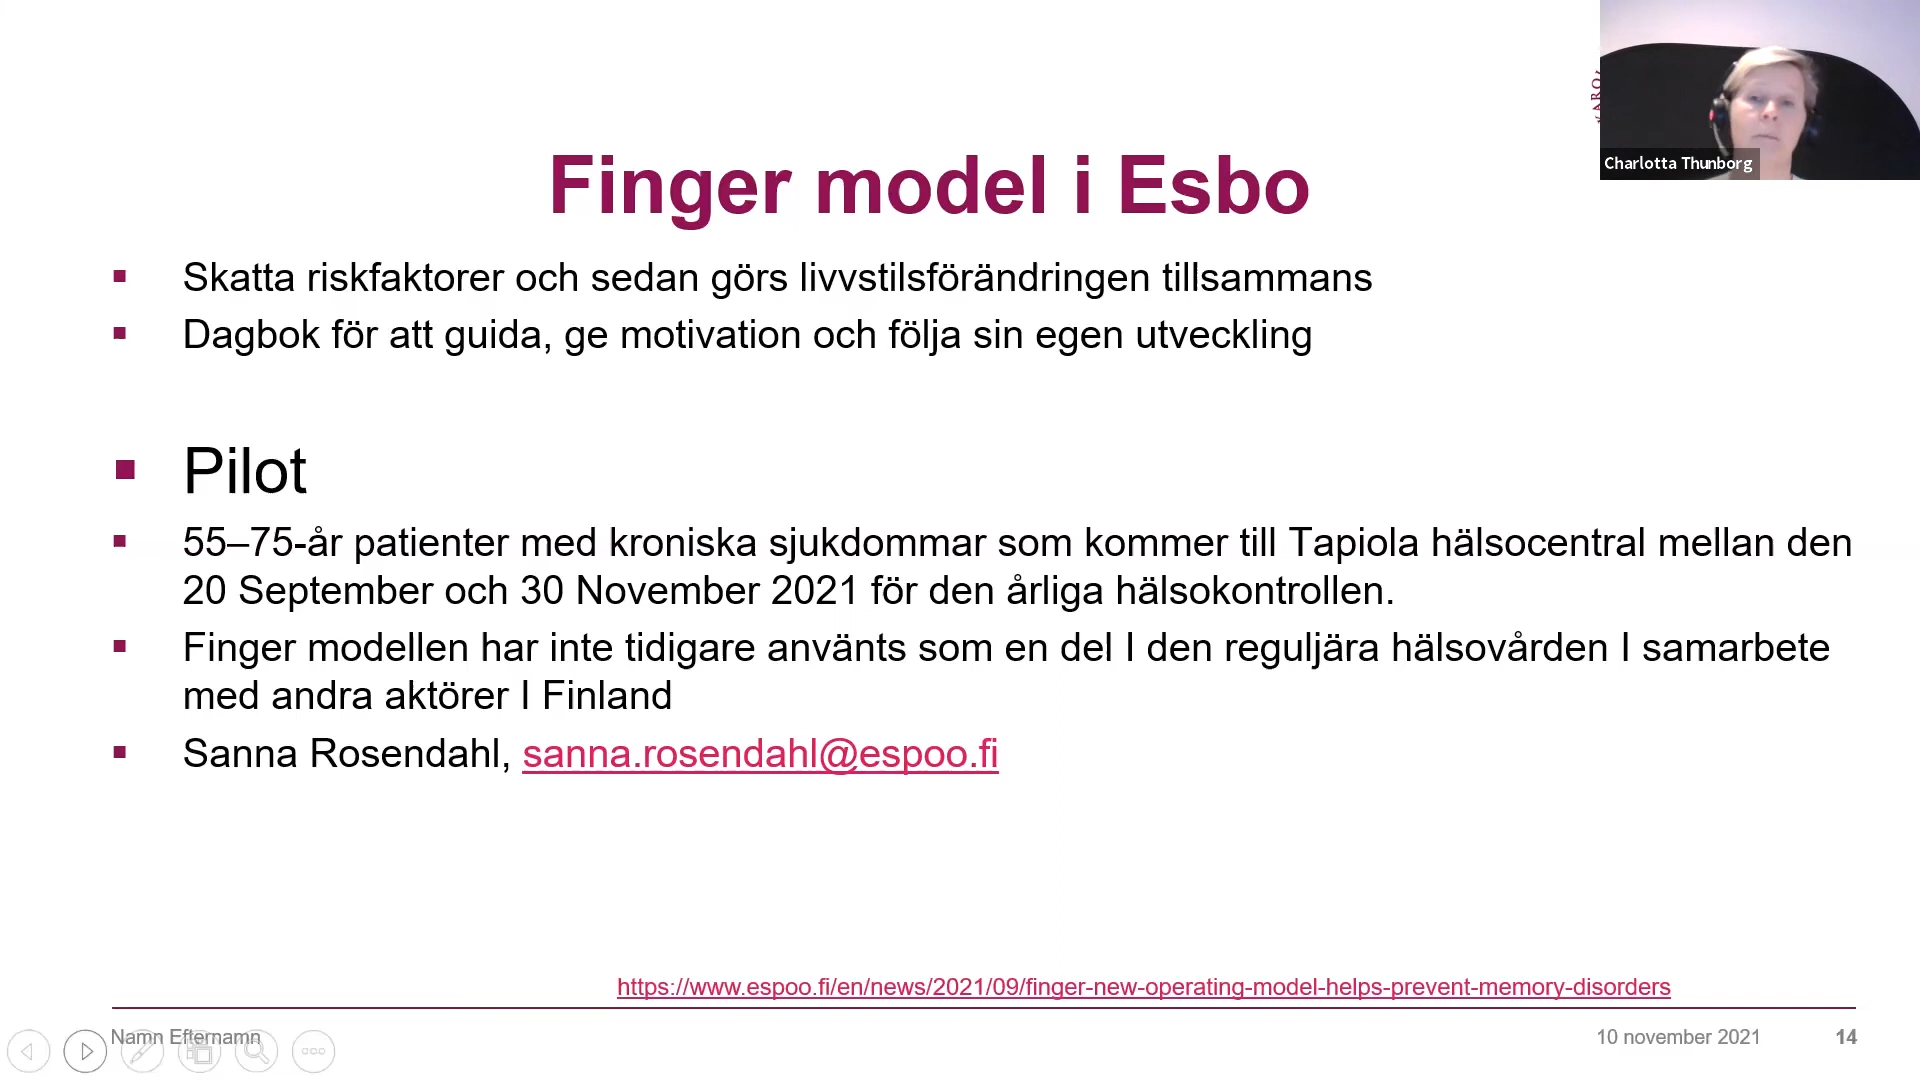 Charlotta Thunborg
Finger model i Esbo
Skatta riskfaktorer och sedan görs livvstilsförändringen tillsammans
Dagbok för att guida, ge motivation och följa sin egen utveckling
Pilot
55–75-år patienter med kroniska sjukdommar som kommer till Tapiola hälsocentral mellan den
20 September och 30 November 2021 för den årliga hälsokontrollen.
Finger modellen har inte tidigare använts som en del I den reguljära hälsovården I samarbete
med andra aktörer I Finland
Sanna Rosendahl, sanna.rosendahl@espoo.fi
https://www.espoo.fi/en/news/2021/09/finger-new-operating-model-helps-prevent-memory-disorders
Namn Efternamn
10 november 2021
14